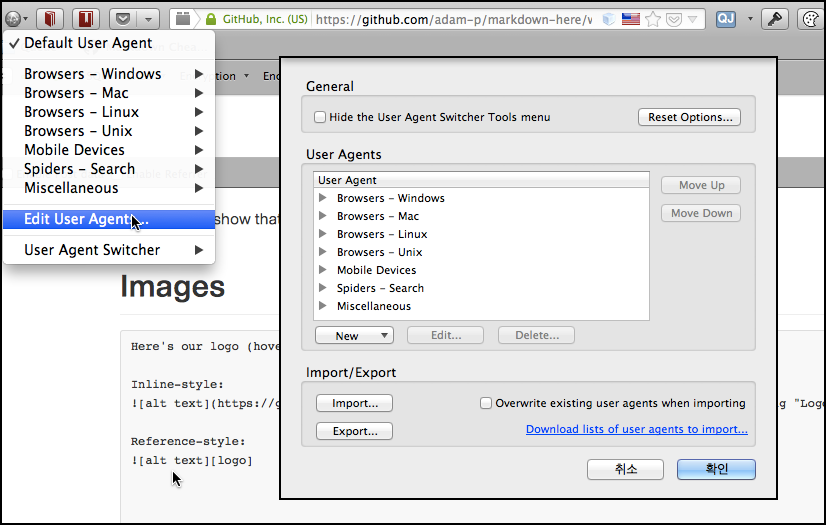 GitHub, Inc. (US)
https://github.com/adam-p/markdown-here/w
QJ
Default User Agent
Browsers – Windows
Browsers – Mac
Browsers – Linux
Browsers – Unix
Mobile Devices
Spiders – Search
Miscellaneous
Edit User Agents...
User Agent Switcher
show that
Images
Here's our logo (hove
Inline-style:
![alt text](https://g
Reference-style:
![alt text][logo]
g "Logo
General
Hide the User Agent Switcher Tools menu
Reset Options...
User Agents
User Agent
Browsers – Windows
Browsers – Mac
Browsers – Linux
Browsers – Unix
Mobile Devices
Spiders – Search
Miscellaneous
Move Up
Move Down
New
Edit...
Delete...
Import/Export
Import...
Overwrite existing user agents when importing
Export...
Download lists of user agents to import...
취소
확인